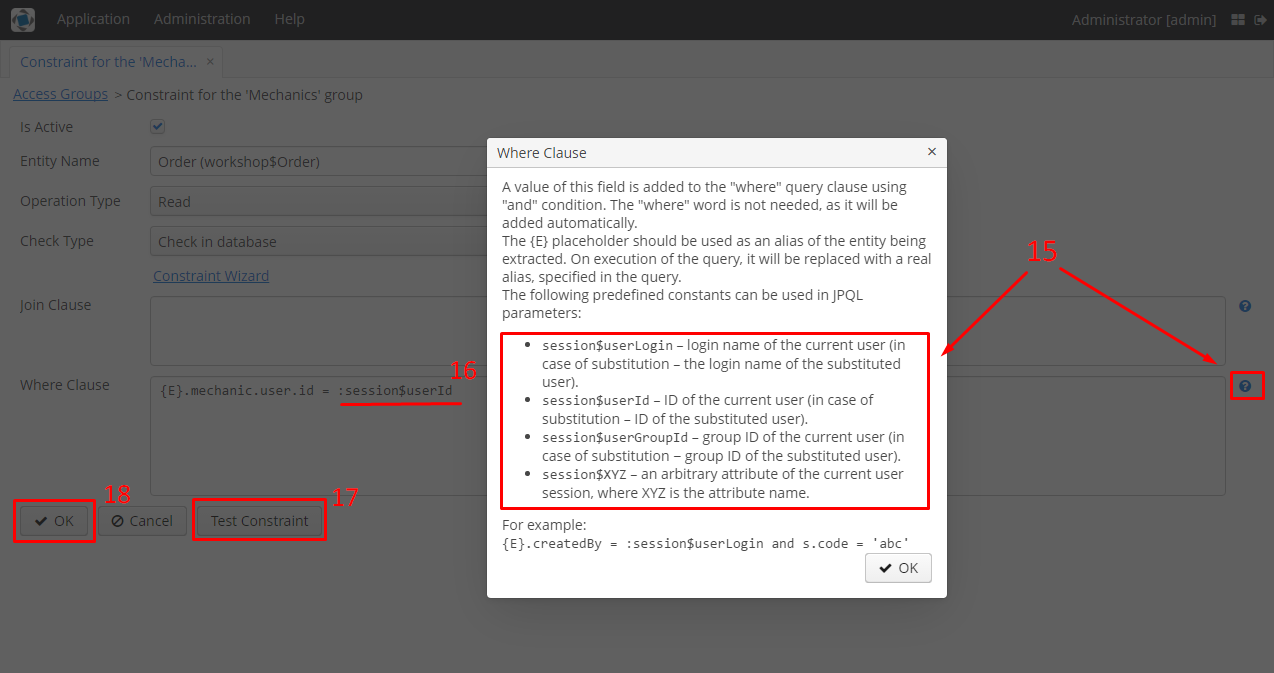 Application Administration Help Administrator [admin]
Constraint for the 'Mecha... ×
Access Groups > Constraint for the 'Mechanics' group
Is Active
Entity Name Order (workshop$Order)
Operation Type Read
Check Type Check in database
Constraint Wizard
Join Clause
Where Clause {E}.mechanic.user.id = :session$userId
16
18
OK Cancel Test Constraint
17
Where Clause ×
A value of this field is added to the "where" query clause using
"and" condition. The "where" word is not needed, as it will be
added automatically.
The {E} placeholder should be used as an alias of the entity being
extracted. On execution of the query, it will be replaced with a real
alias, specified in the query.
The following predefined constants can be used in JPQL
parameters:
• session$userLogin – login name of the current user (in
case of substitution – the login name of the substituted
user).
• session$userId – ID of the current user (in case of
substitution – ID of the substituted user).
• session$userGroupId – group ID of the current user (in
case of substitution − group ID of the substituted user).
• session$XYZ – an arbitrary attribute of the current user
session, where XYZ is the attribute name.
For example:
{E}.createdBy = :session$userLogin and s.code = 'abc'
OK
15
?
?